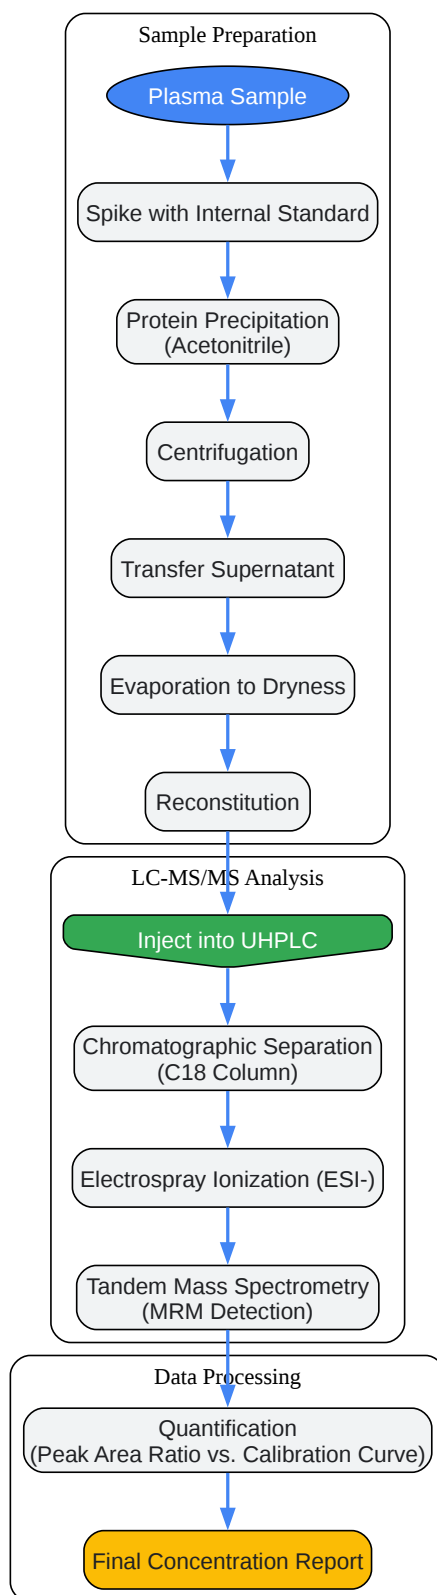 Sample Preparation
Plasma Sample
Spike with Internal Standard
Protein Precipitation
(Acetonitrile)
Centrifugation
Transfer Supernatant
Evaporation to Dryness
Reconstitution
LC-MS/MS Analysis
Inject into UHPLC
Chromatographic Separation
(C18 Column)
Electrospray Ionization (ESI-)
Tandem Mass Spectrometry
(MRM Detection)
Data Processing
Quantification
(Peak Area Ratio vs. Calibration Curve)
Final Concentration Report